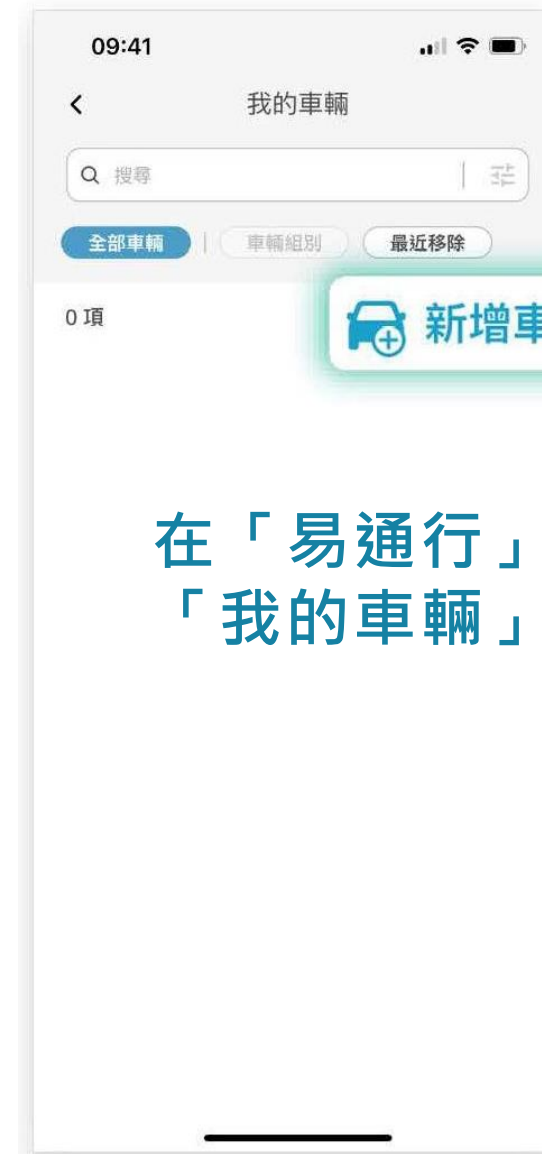 09:41
我的車輛
搜尋
全部車輛 車輛組別 最近移除
0 項
新增車
在「易通行」
「我的車輛」